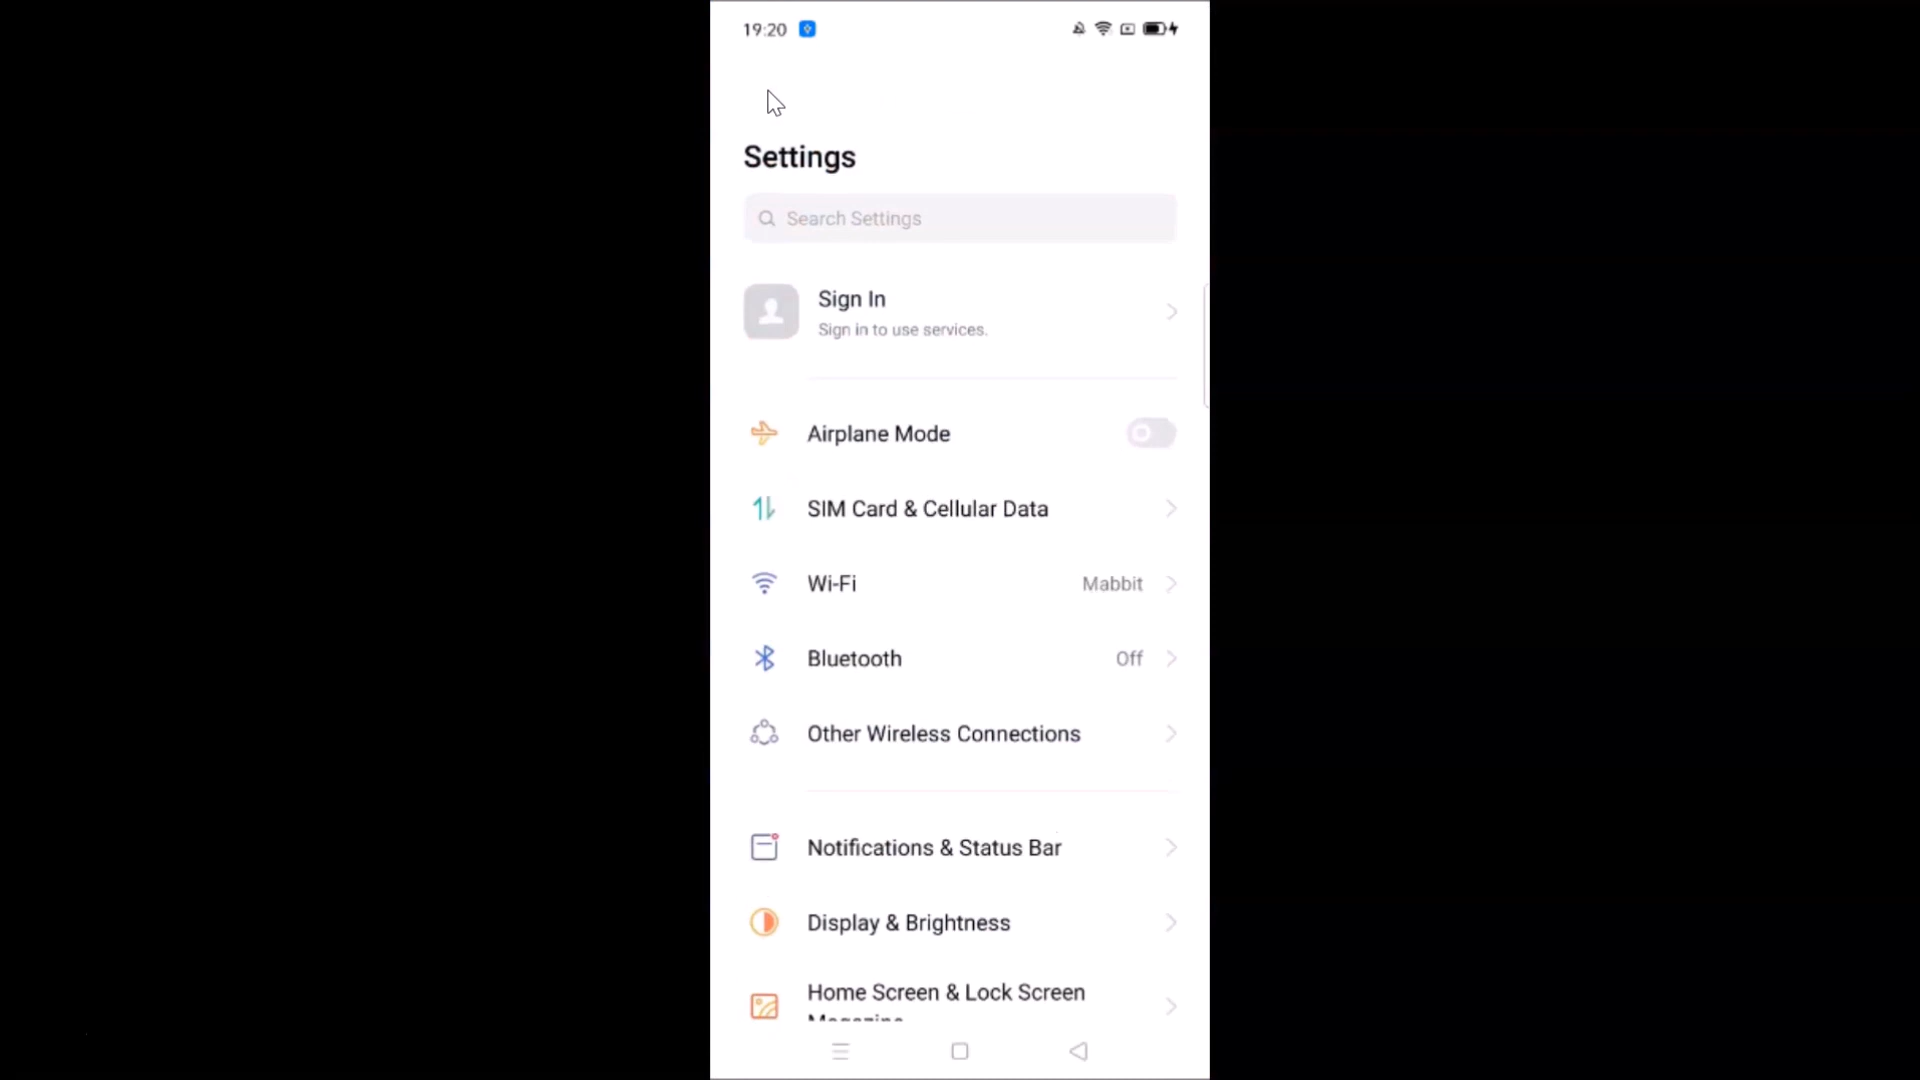 19:20
Settings
Search Settings
Sign In
Sign in to use services.
Airplane Mode
SIM Card & Cellular Data
Wi-Fi Mabbit
Bluetooth Off
Other Wireless Connections
Notifications & Status Bar
Display & Brightness
Home Screen & Lock Screen
Magazine